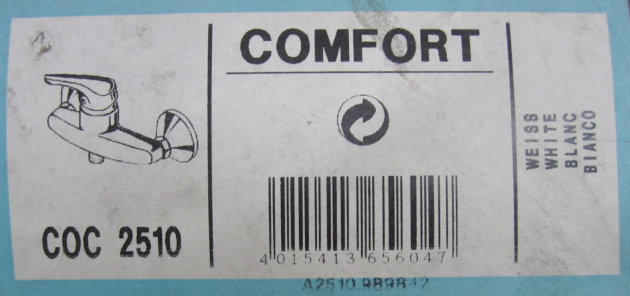 COMFORT
COC 2510
4 015413 656047
A2510.989842
WEISS
WHITE
BLANC
BIANCO